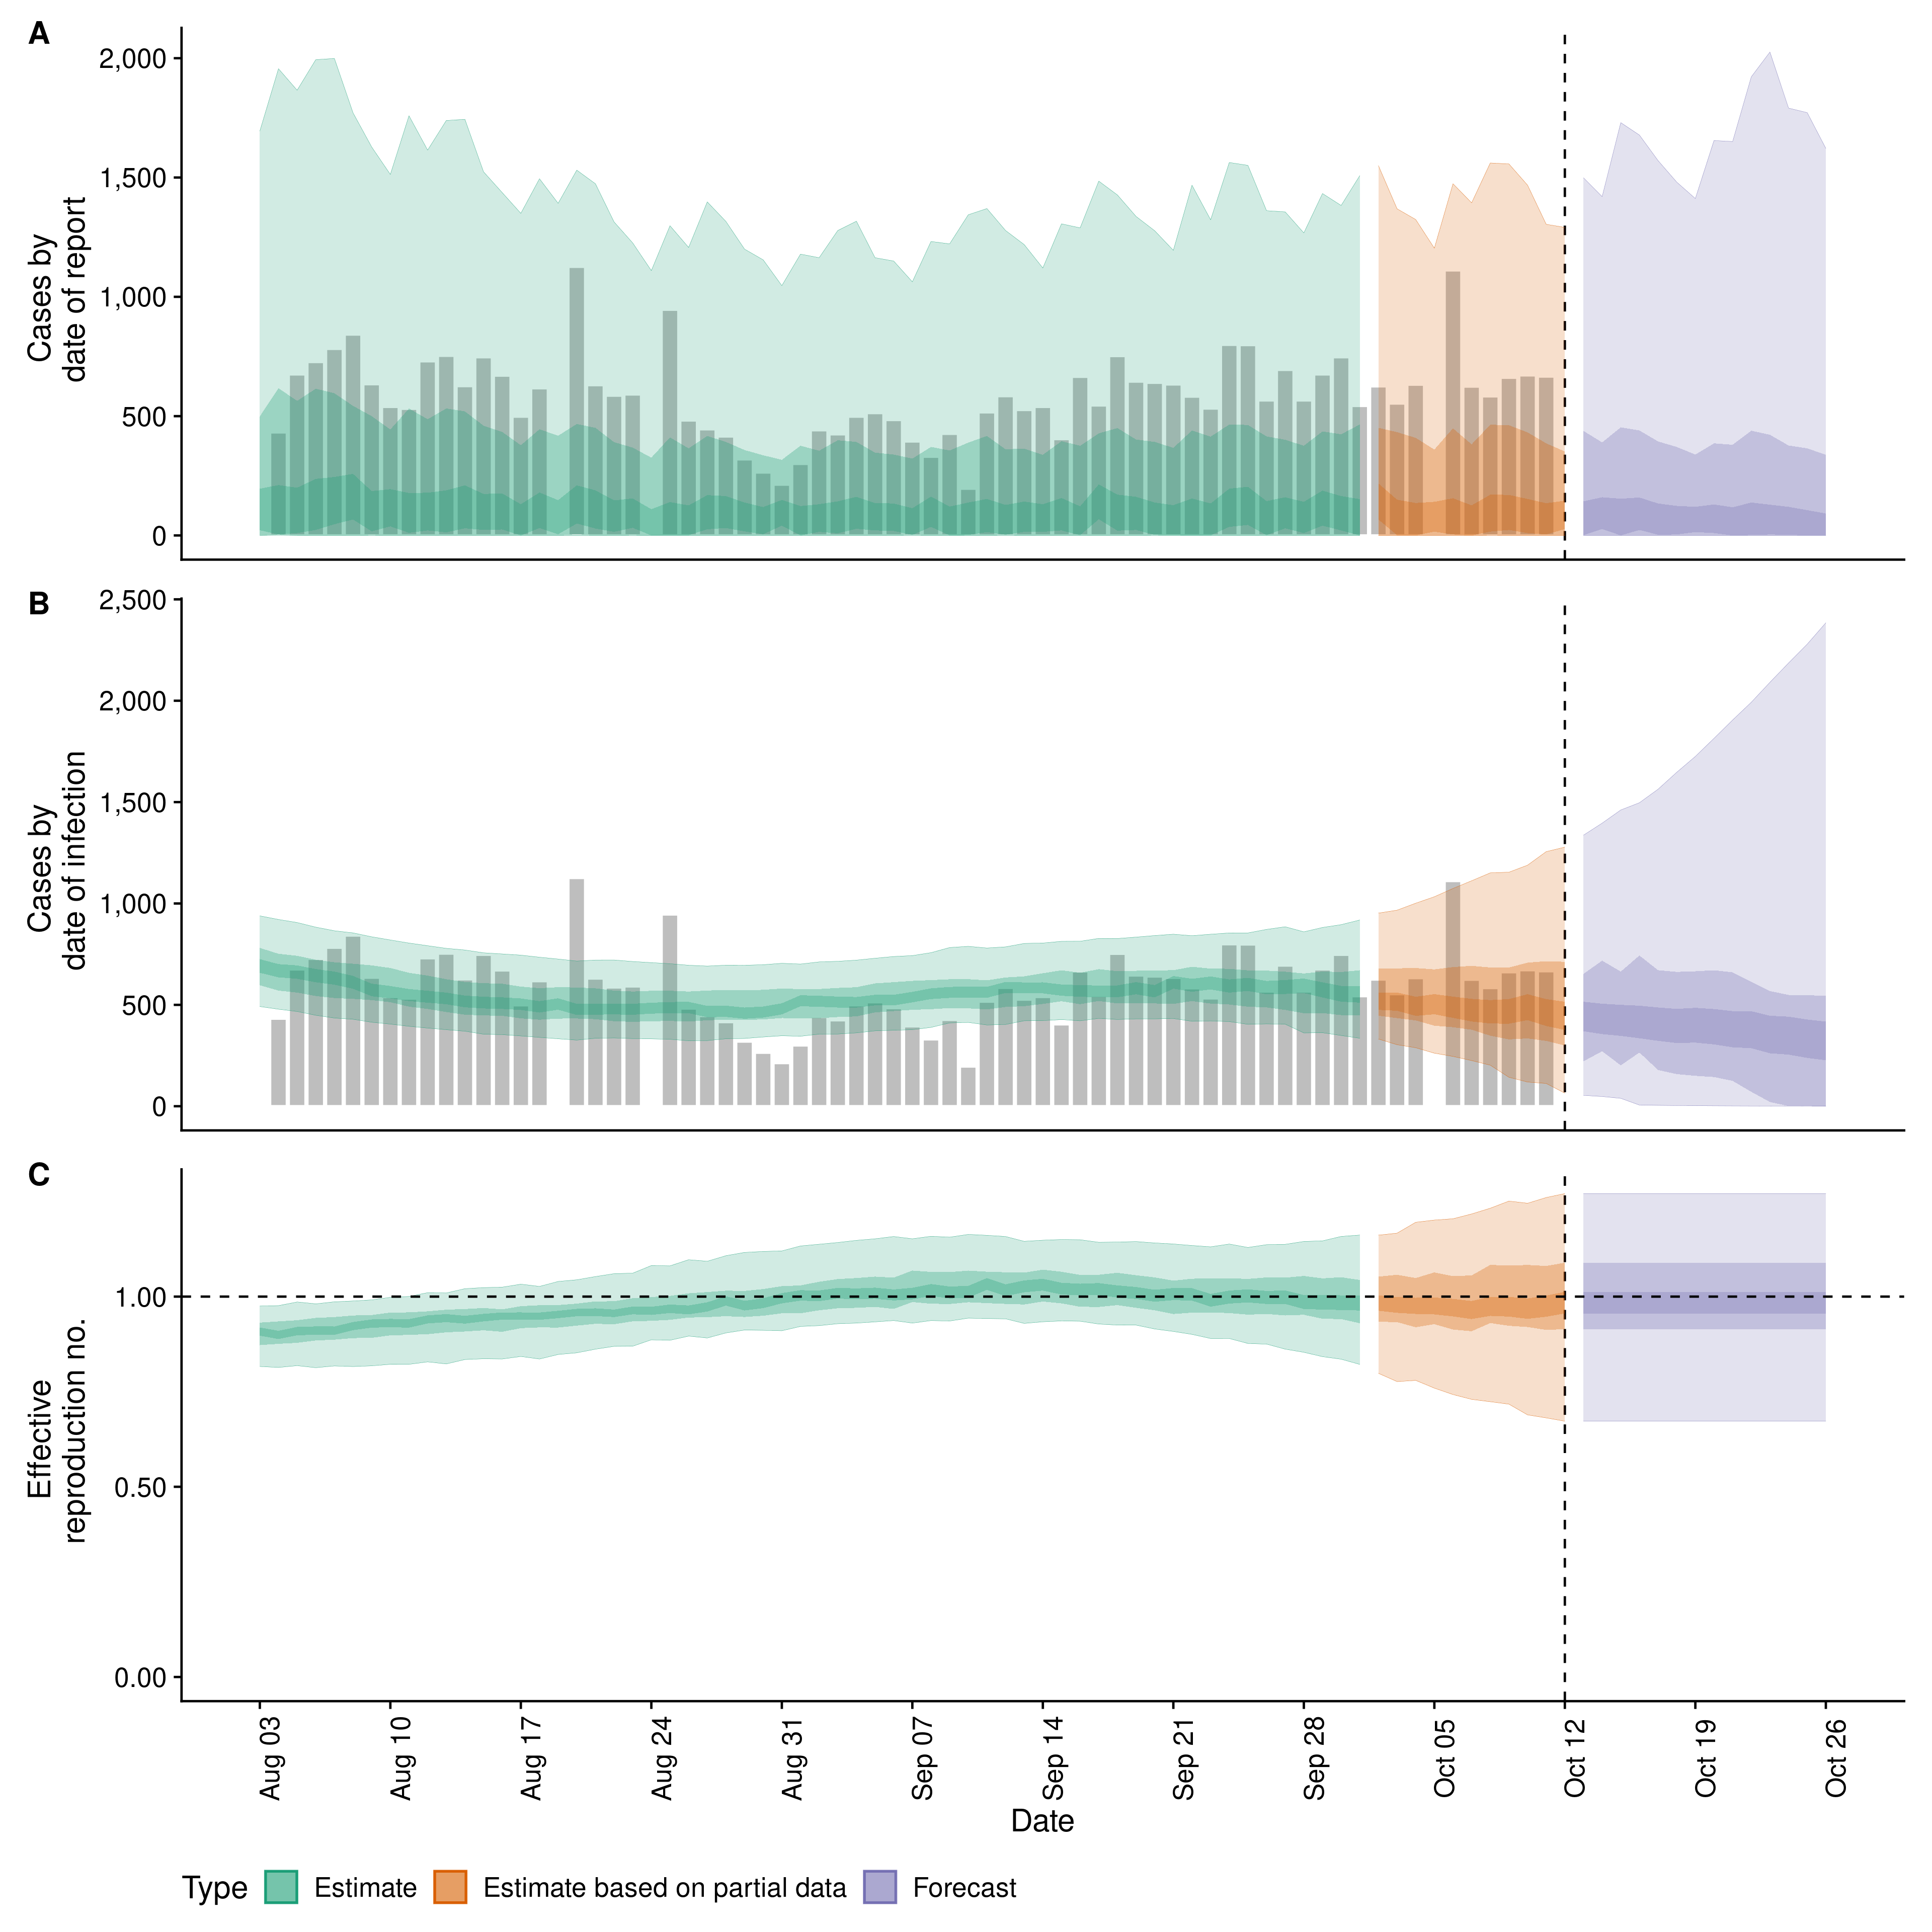 A
2,000
1,500
1,000
500
0
Cases by
date of report
B
2,500
2,000
1,500
1,000
500
0
Cases by
date of infection
C
1.00
0.50
0.00
Effective
reproduction no.
Aug 03
Aug 10
Aug 17
Aug 24
Aug 31
Sep 07
Sep 14
Sep 21
Sep 28
Oct 05
Oct 12
Oct 19
Oct 26
Date
Type Estimate Estimate based on partial data Forecast